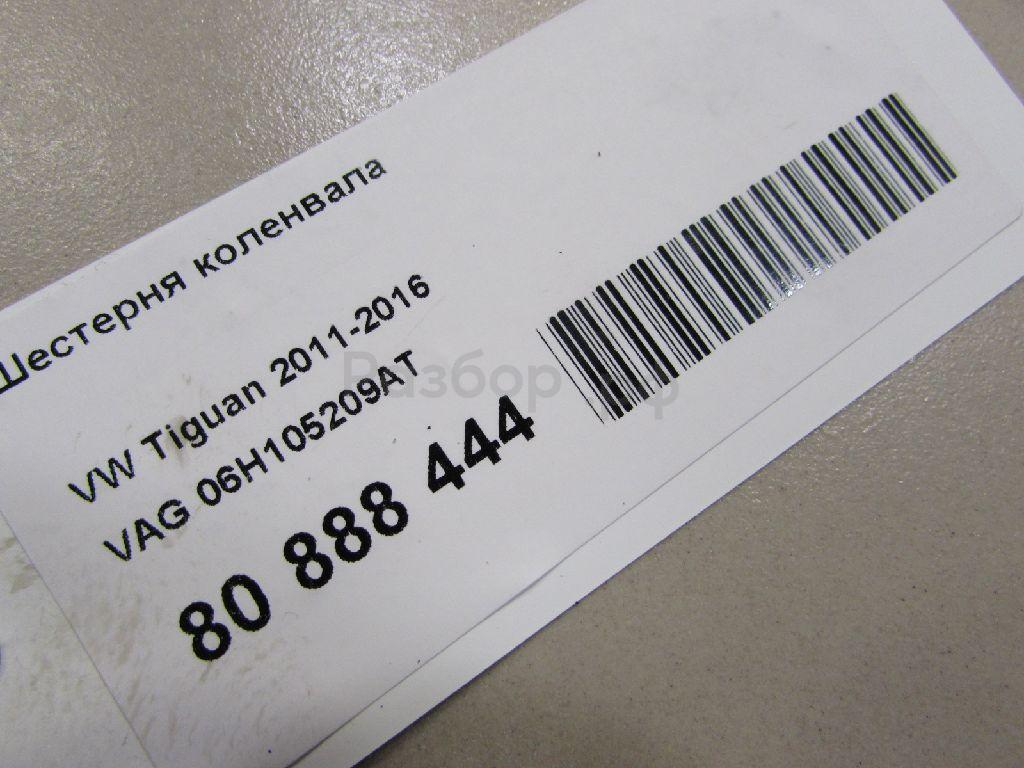 Шестерня коленвала
VW Tiguan 2011-2016
VAG 06H105209AT
80 888 444